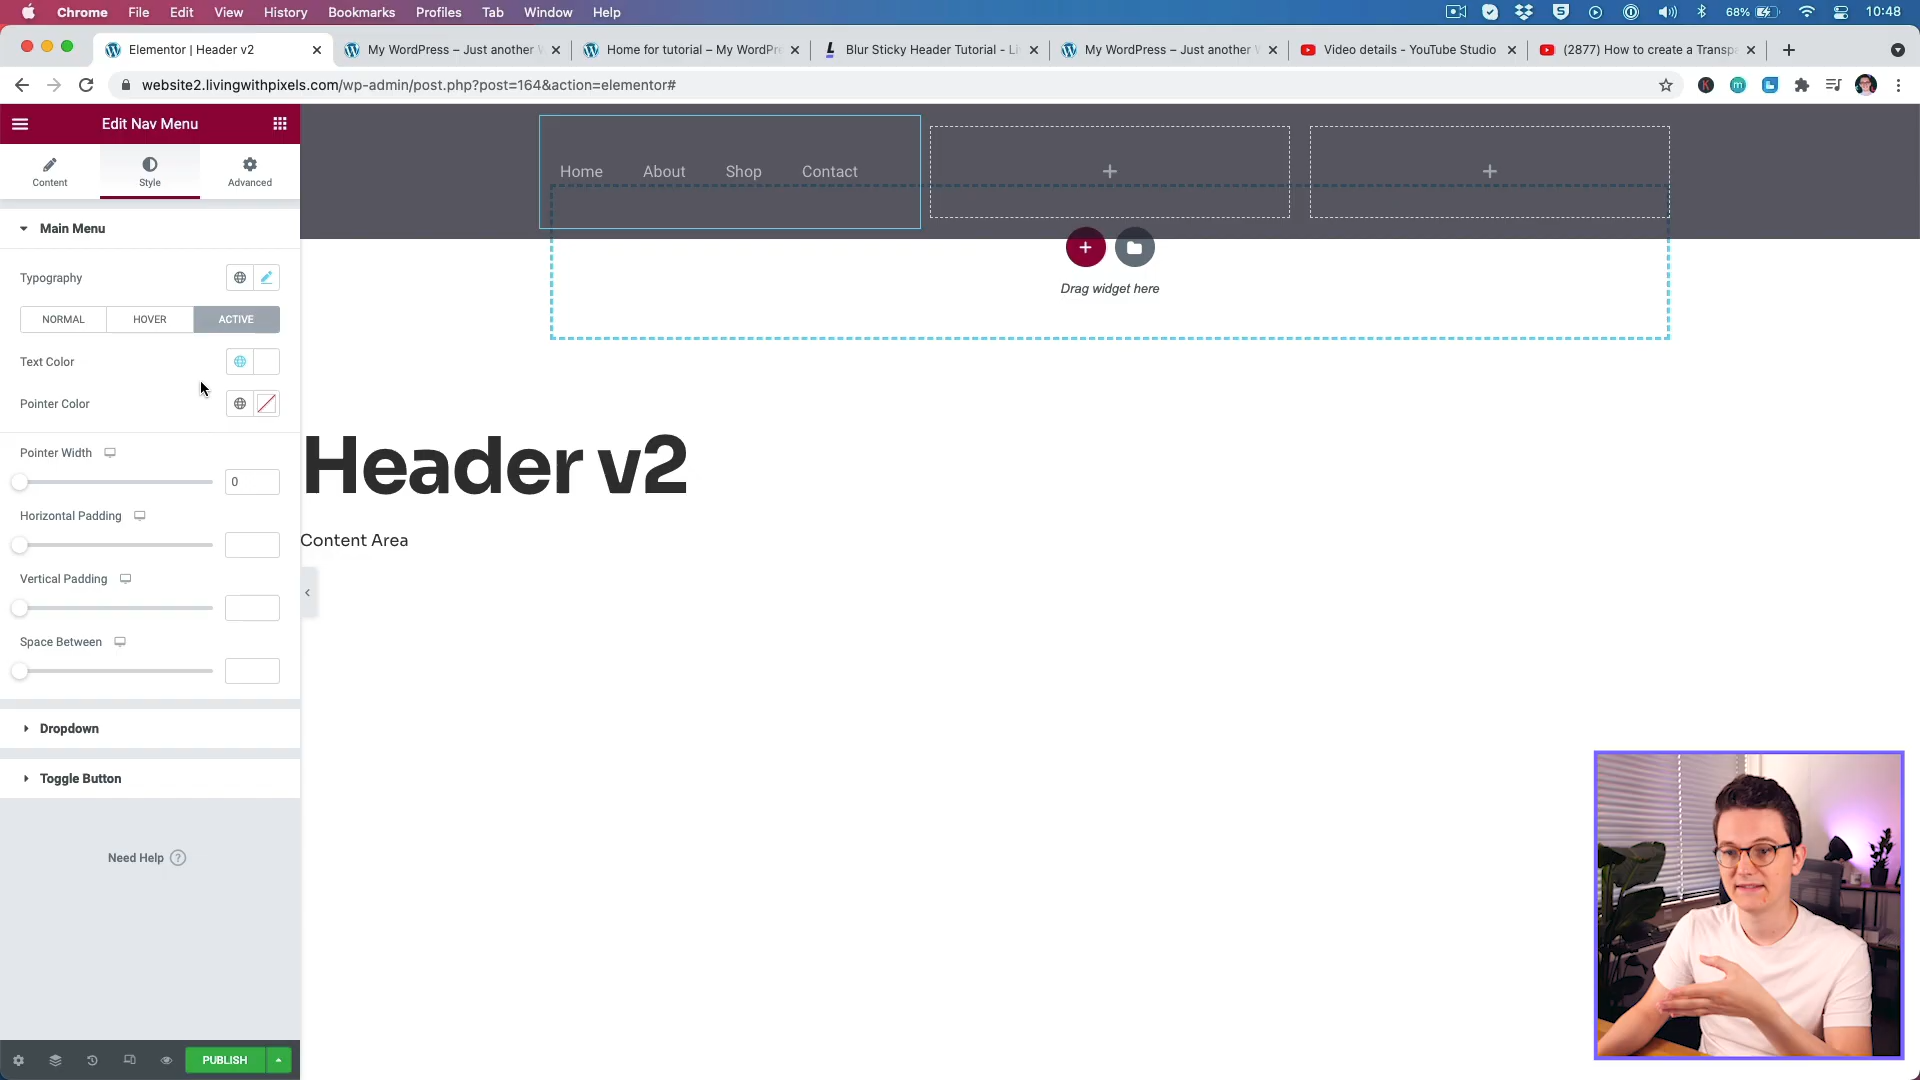 Chrome File Edit View History Bookmarks Profiles Tab Window Help 68% 10:48
Elementor | Header v2
My WordPress – Just another
Home for tutorial – My WordPre
Blur Sticky Header Tutorial - Li
My WordPress – Just another
Video details - YouTube Studio
(2877) How to create a Transp
website2.livingwithpixels.com/wp-admin/post.php?post=164&action=elementor#
Edit Nav Menu
Content
Style
Advanced
Main Menu
Typography
NORMAL
HOVER
ACTIVE
Text Color
Pointer Color
Pointer Width
0
Horizontal Padding
Vertical Padding
Space Between
Dropdown
Toggle Button
Need Help ?
PUBLISH
Home
About
Shop
Contact
Drag widget here
Header v2
Content Area